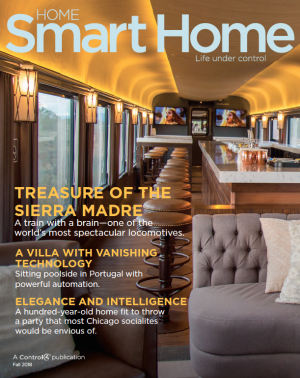 HOME
Smart Home
Life under control
TREASURE OF THE
SIERRA MADRE
A train with a brain—one of the
world's most spectacular locomotives.
A VILLA WITH VANISHING
TECHNOLOGY
Sitting poolside in Portugal with
powerful automation.
ELEGANCE AND INTELLIGENCE
A hundred-year-old home fit to throw
a party that most Chicago socialites
would be envious of.
A Control4 publication
Fall 2016